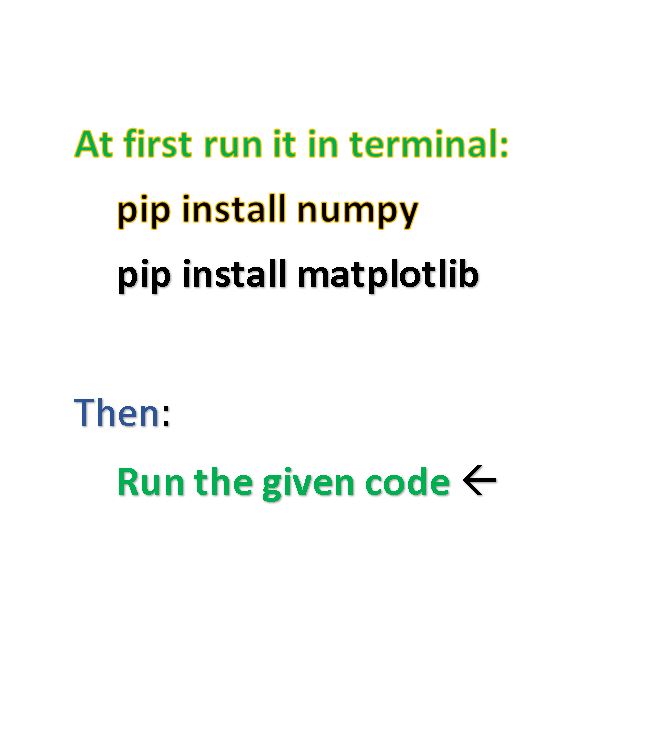 At first run it in terminal:
pip install numpy
pip install matplotlib
Then:
Run the given code ←